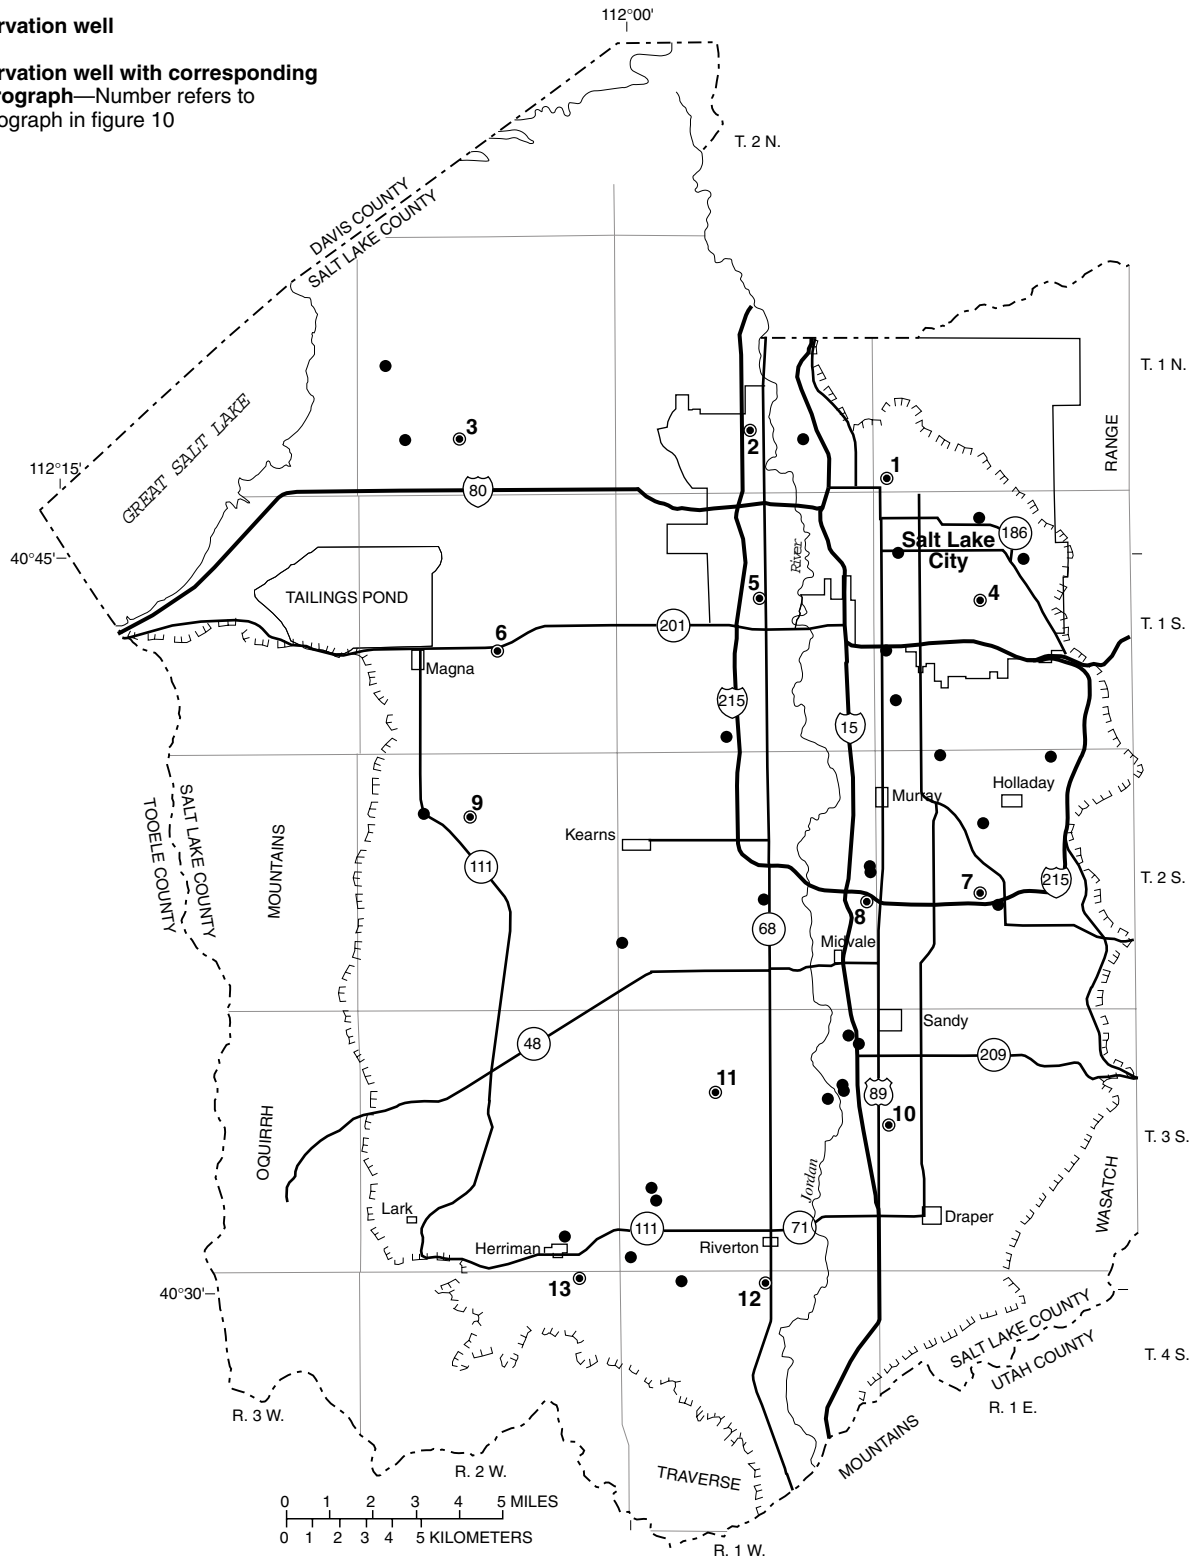 rvation well
rvation well with corresponding
rograph—Number refers to
ograph in figure 10
112°00'
T. 2 N.
DAVIS COUNTY
SALT LAKE COUNTY
T. 1 N.
GREAT SALT LAKE
RANGE
3
2
1
112°15'
80
186
Salt Lake
City
40°45'
River
TAILINGS POND
5
4
201
T. 1 S.
6
Magna
215
15
Holladay
Murray
SALT LAKE COUNTY
TOOELE COUNTY
MOUNTAINS
9
Kearns
111
7
215
T. 2 S.
8
68
Midvale
Sandy
48
209
11
89
10
OQUIRRH
T. 3 S.
Jordan
WASATCH
Lark
111
71
Draper
Herriman
Riverton
13
12
40°30'
SALT LAKE COUNTY
UTAH COUNTY
T. 4 S.
R. 1 E.
R. 3 W.
MOUNTAINS
R. 2 W.
TRAVERSE
0 1 2 3 4 5 MILES
0 1 2 3 4 5 KILOMETERS
R. 1 W.